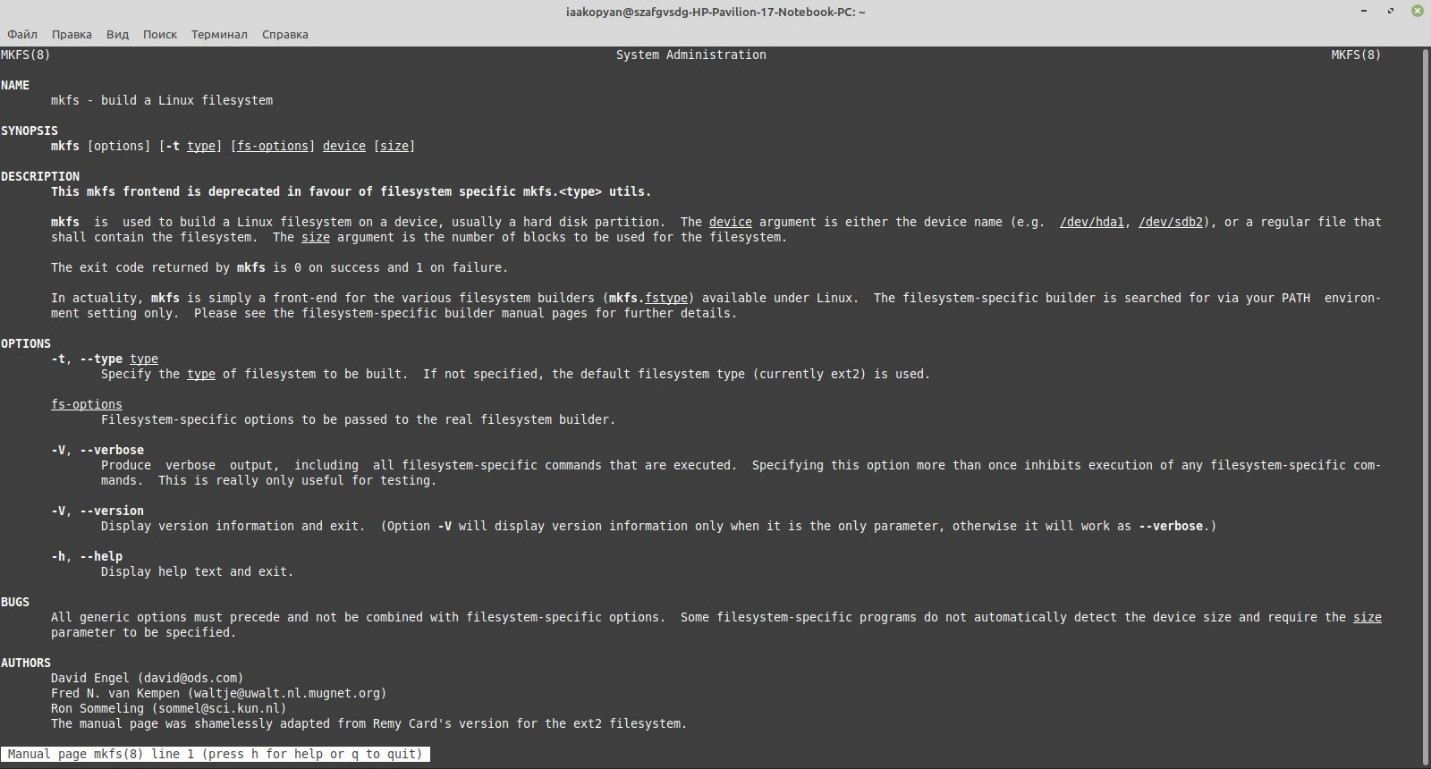 iaakopyan@szafgvsdg-HP-Pavilion-17-Notebook-PC: ~
Файл Правка Вид Поиск Терминал Справка
MKFS(8) System Administration MKFS(8)
NAME
mkfs - build a Linux filesystem
SYNOPSIS
mkfs [options] [-t type] [fs-options] device [size]
DESCRIPTION
This mkfs frontend is deprecated in favour of filesystem specific mkfs.<type> utils.
mkfs is used to build a Linux filesystem on a device, usually a hard disk partition. The device argument is either the device name (e.g. /dev/hda1, /dev/sdb2), or a regular file that
shall contain the filesystem. The size argument is the number of blocks to be used for the filesystem.
The exit code returned by mkfs is 0 on success and 1 on failure.
In actuality, mkfs is simply a front-end for the various filesystem builders (mkfs.fstype) available under Linux. The filesystem-specific builder is searched for via your PATH environ-
ment setting only. Please see the filesystem-specific builder manual pages for further details.
OPTIONS
-t, --type type
Specify the type of filesystem to be built. If not specified, the default filesystem type (currently ext2) is used.
fs-options
Filesystem-specific options to be passed to the real filesystem builder.
-V, --verbose
Produce verbose output, including all filesystem-specific commands that are executed. Specifying this option more than once inhibits execution of any filesystem-specific com-
mands. This is really only useful for testing.
-V, --version
Display version information and exit. (Option -V will display version information only when it is the only parameter, otherwise it will work as --verbose.)
-h, --help
Display help text and exit.
BUGS
All generic options must precede and not be combined with filesystem-specific options. Some filesystem-specific programs do not automatically detect the device size and require the size
parameter to be specified.
AUTHORS
David Engel (david@ods.com)
Fred N. van Kempen (waltje@uwalt.nl.mugnet.org)
Ron Sommeling (sommel@sci.kun.nl)
The manual page was shamelessly adapted from Remy Card's version for the ext2 filesystem.
Manual page mkfs(8) line 1 (press h for help or q to quit)